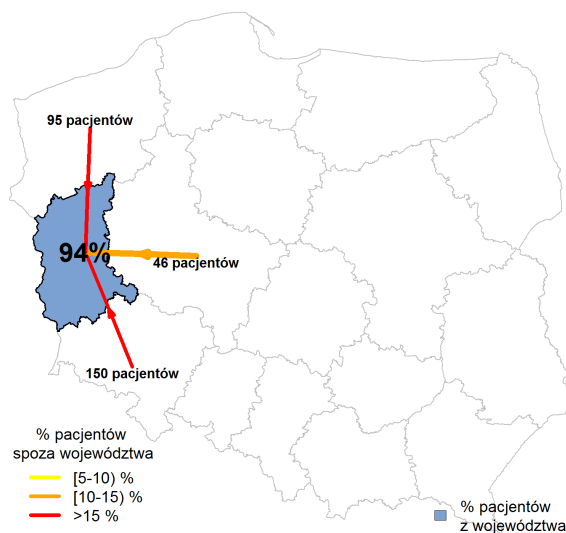 95 pacjentów
94%
46 pacjentów
150 pacjentów
% pacjentów
spoza województwa
[5-10) %
[10-15) %
>15 %
% pacjentów
z województwa